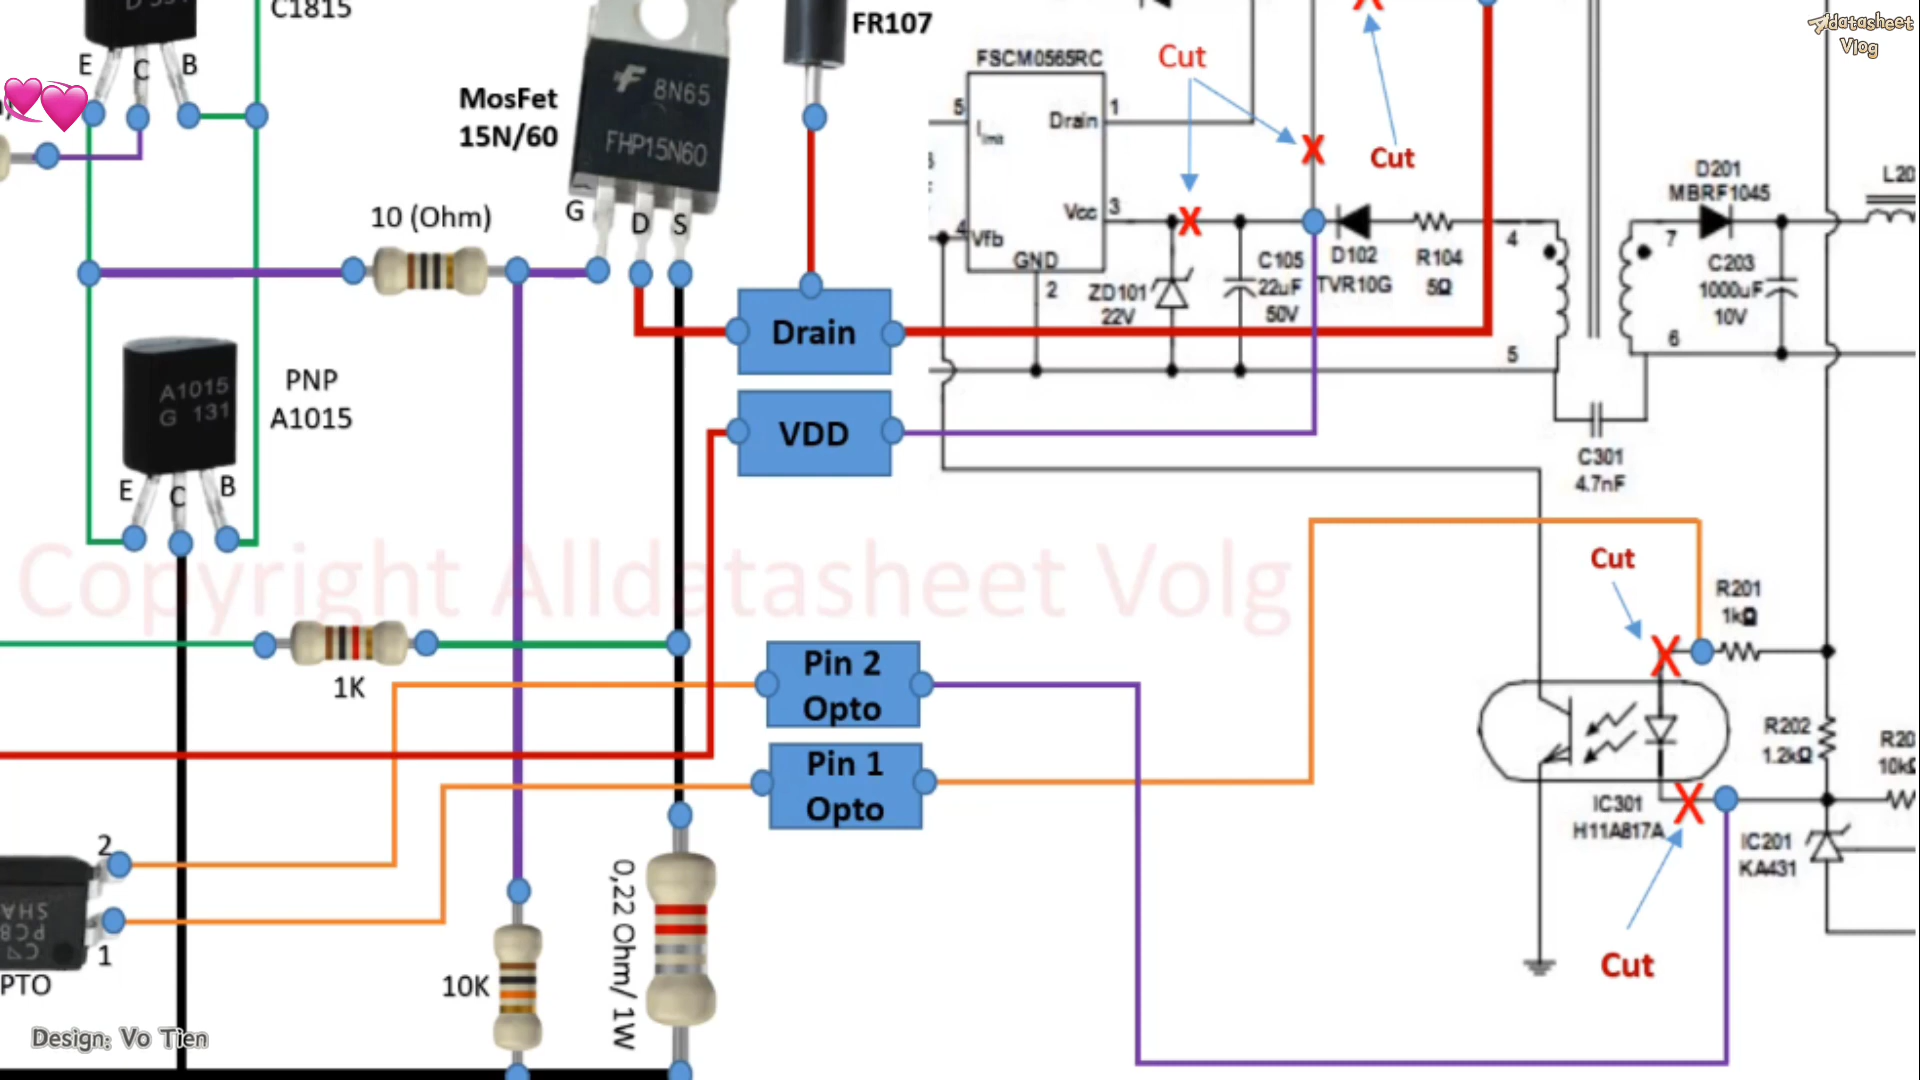 C1815
E
C
B
FR107
MosFet
15N/60
8N65
FHP15N60
G
D
S
10 (Ohm)
A1015
G 131
PNP
A1015
E
C
B
Drain
VDD
1K
Pin 2
Opto
Pin 1
Opto
2
1
PTO
10K
0,22 Ohm/ 1W
Design: Vo Tien
Copyright Alldatasheet Volg
Alldatasheet
Vlog
FSCM0565RC
5
Drain
1
Vcc
3
4
Vfb
GND
2
Cut
Cut
ZD101
22V
C105
22uF
50V
D102
TVR10G
R104
5Ω
4
5
7
6
D201
MBRF1045
L20
C203
1000uF
10V
C301
4.7nF
Cut
R201
1kΩ
R202
1.2kΩ
R20
10kΩ
IC301
H11A817A
IC201
KA431
Cut